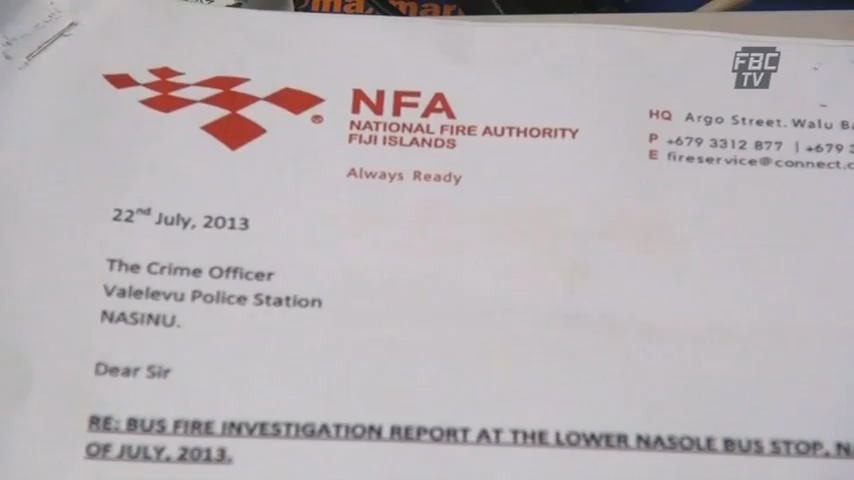 FBC
TV
NFA
NATIONAL FIRE AUTHORITY
FIJI ISLANDS
Always Ready
HQ Argo Street. Walu
P +679 3312 877 | +679
E fireservice@connect.
22nd July, 2013
The Crime Officer
Valelevu Police Station
NASINU.
Dear Sir
RE: BUS FIRE INVESTIGATION REPORT AT THE LOWER NASOLE BUS STOP,
OF JULY, 2013.